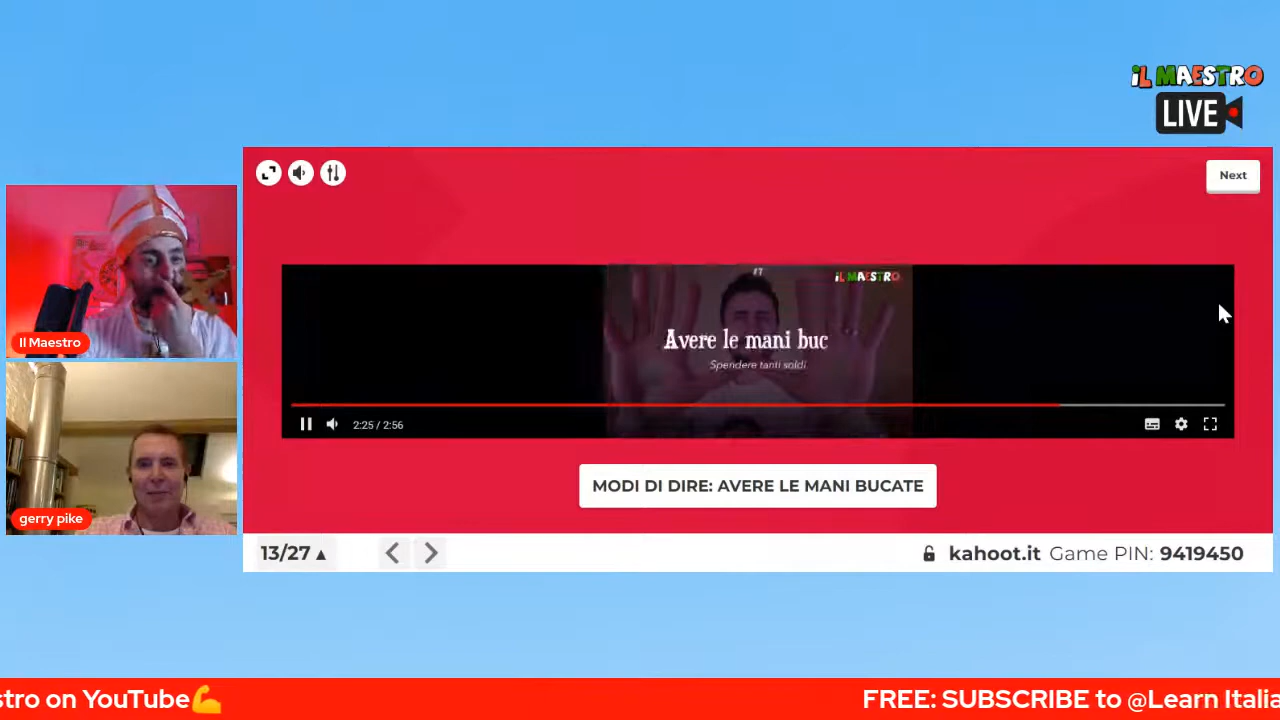 iL MAESTRO
LIVE
Next
iL MAESTRO
Avere le mani buc
Spendere tanti soldi
2:25 / 2:56
Il Maestro
MODI DI DIRE: AVERE LE MANI BUCATE
gerry pike
13/27
kahoot.it Game PIN: 9419450
stro on YouTube💪 FREE: SUBSCRIBE to @Learn Italia